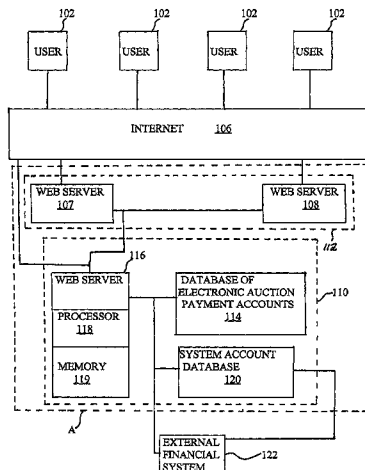 102 102 102 102
USER USER USER USER
INTERNET 106
WEB SERVER
107
WEB SERVER
108
112
116
WEB SERVER
PROCESSOR
118
MEMORY
119
DATABASE OF
ELECTRONIC AUCTION
PAYMENT ACCOUNTS
114
110
SYSTEM ACCOUNT
DATABASE
120
A
EXTERNAL
FINANCIAL
SYSTEM
122